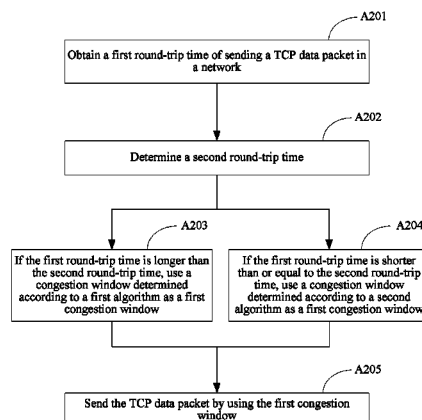 A201
Obtain a first round-trip time of sending a TCP data packet in
a network
A202
Determine a second round-trip time
A203
If the first round-trip time is longer than
the second round-trip time, use a
congestion window determined
according to a first algorithm as a first
congestion window
A204
If the first round-trip time is shorter
than or equal to the second round-trip
time, use a congestion window
determined according to a second
algorithm as a first congestion window
A205
Send the TCP data packet by using the first congestion
window